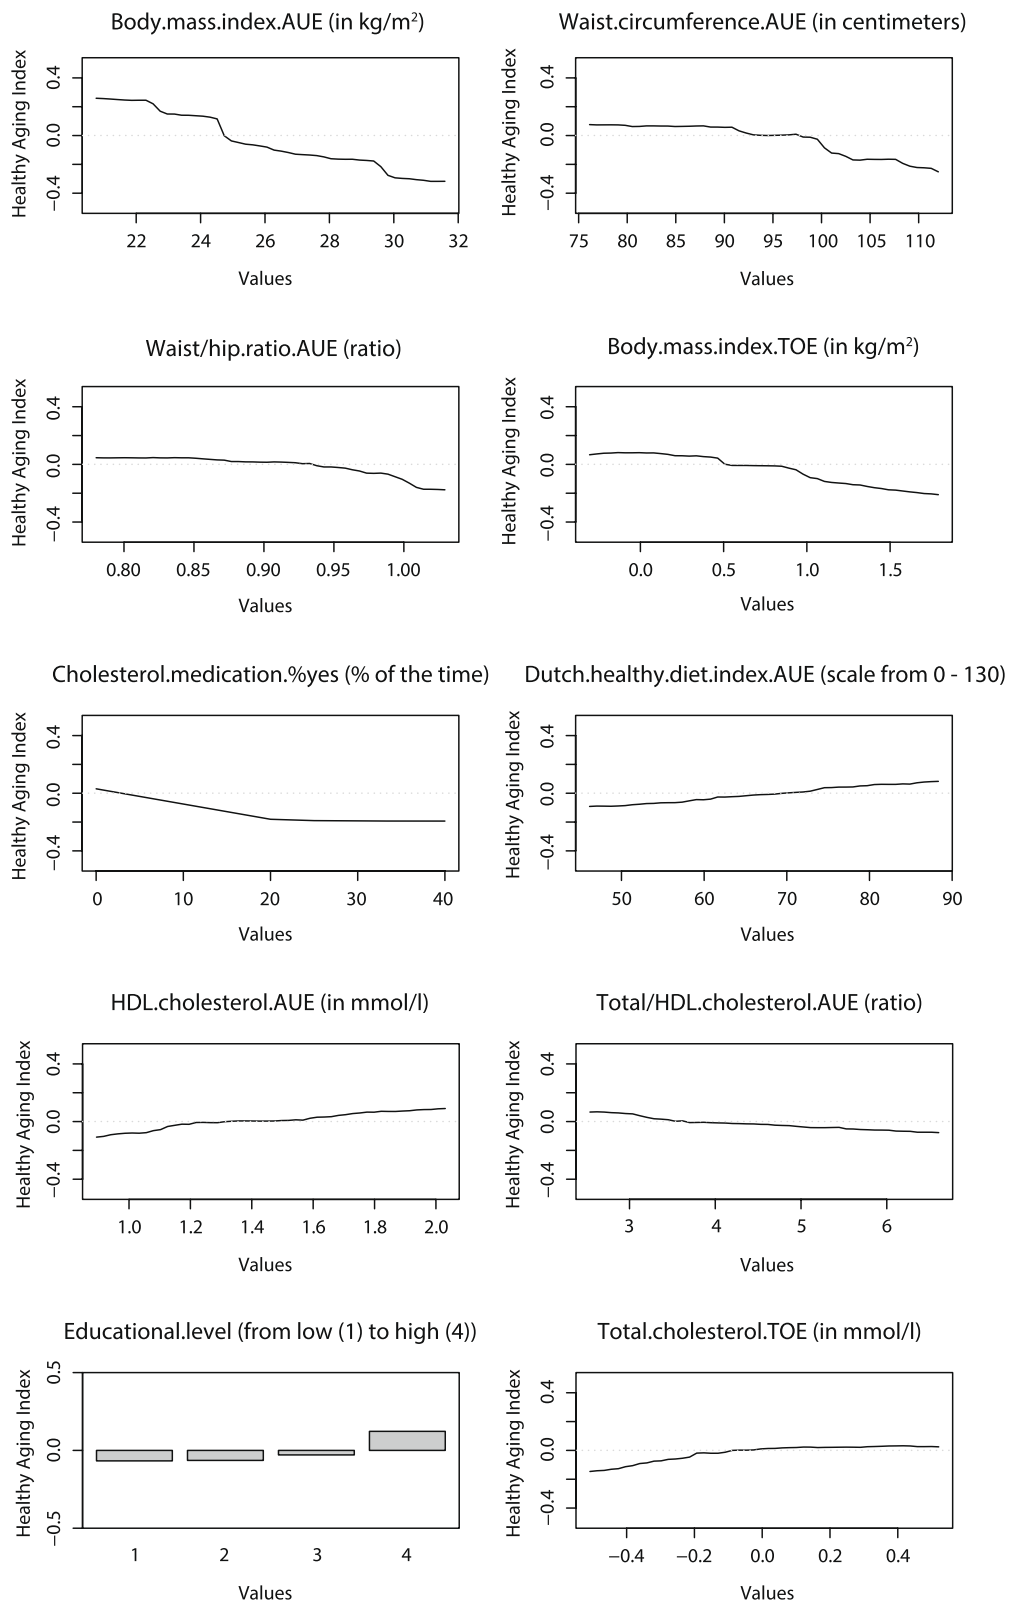 Body.mass.index.AUE (in kg/m²)
Healthy Aging Index
0.4
0.0
−0.4
22 24 26 28 30 32
Values
Waist.circumference.AUE (in centimeters)
Healthy Aging Index
0.4
0.0
−0.4
75 80 85 90 95 100 105 110
Values
Waist/hip.ratio.AUE (ratio)
Healthy Aging Index
0.4
0.0
−0.4
0.80 0.85 0.90 0.95 1.00
Values
Body.mass.index.TOE (in kg/m²)
Healthy Aging Index
0.4
0.0
−0.4
0.0 0.5 1.0 1.5
Values
Cholesterol.medication.%yes (% of the time)
Healthy Aging Index
0.4
0.0
−0.4
0 10 20 30 40
Values
Dutch.healthy.diet.index.AUE (scale from 0 - 130)
Healthy Aging Index
0.4
0.0
−0.4
50 60 70 80 90
Values
HDL.cholesterol.AUE (in mmol/l)
Healthy Aging Index
0.4
0.0
−0.4
1.0 1.2 1.4 1.6 1.8 2.0
Values
Total/HDL.cholesterol.AUE (ratio)
Healthy Aging Index
0.4
0.0
−0.4
3 4 5 6
Values
Educational.level (from low (1) to high (4))
Healthy Aging Index
0.5
0.0
−0.5
1 2 3 4
Values
Total.cholesterol.TOE (in mmol/l)
Healthy Aging Index
0.4
0.0
−0.4
−0.4 −0.2 0.0 0.2 0.4
Values